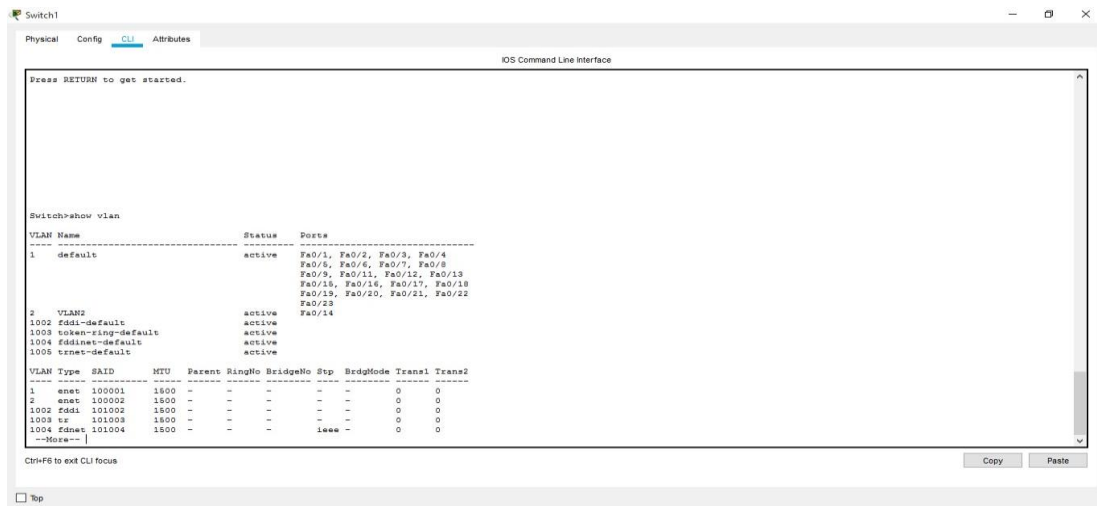 Switch1
Physical Config CLI Attributes
IOS Command Line Interface
Press RETURN to get started.
Switch>show vlan
VLAN Name Status Ports
---- -------------------------------- --------- -------------------------------
1 default active Fa0/1, Fa0/2, Fa0/3, Fa0/4
Fa0/5, Fa0/6, Fa0/7, Fa0/8
Fa0/9, Fa0/11, Fa0/12, Fa0/13
Fa0/15, Fa0/16, Fa0/17, Fa0/18
Fa0/19, Fa0/20, Fa0/21, Fa0/22
Fa0/23
2 VLAN2 active Fa0/14
1002 fddi-default active
1003 token-ring-default active
1004 fddinet-default active
1005 trnet-default active
VLAN Type SAID MTU Parent RingNo BridgeNo Stp BrdgMode Trans1 Trans2
---- ----- ---------- ----- ------ ------ -------- ---- -------- ------ ------
1 enet 100001 1500 - - - - - 0 0
2 enet 100002 1500 - - - - - 0 0
1002 fddi 101002 1500 - - - - - 0 0
1003 tr 101003 1500 - - - - - 0 0
1004 fdnet 101004 1500 - - - ieee - 0 0
--More--
Ctrl+F6 to exit CLI focus
Copy Paste
Top